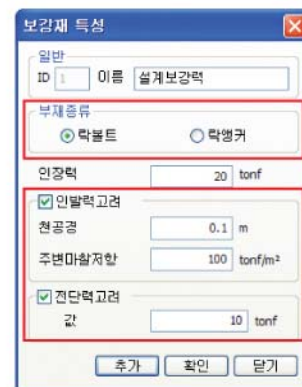 보강재 특성
일반
ID 1 이름 설계보강력
부재종류
락볼트 락앵커
인장력 20 tonf
인발력고려
천공경 0.1 m
주변마찰저항 100 tonf/m²
전단력고려
값 10 tonf
추가 확인 닫기